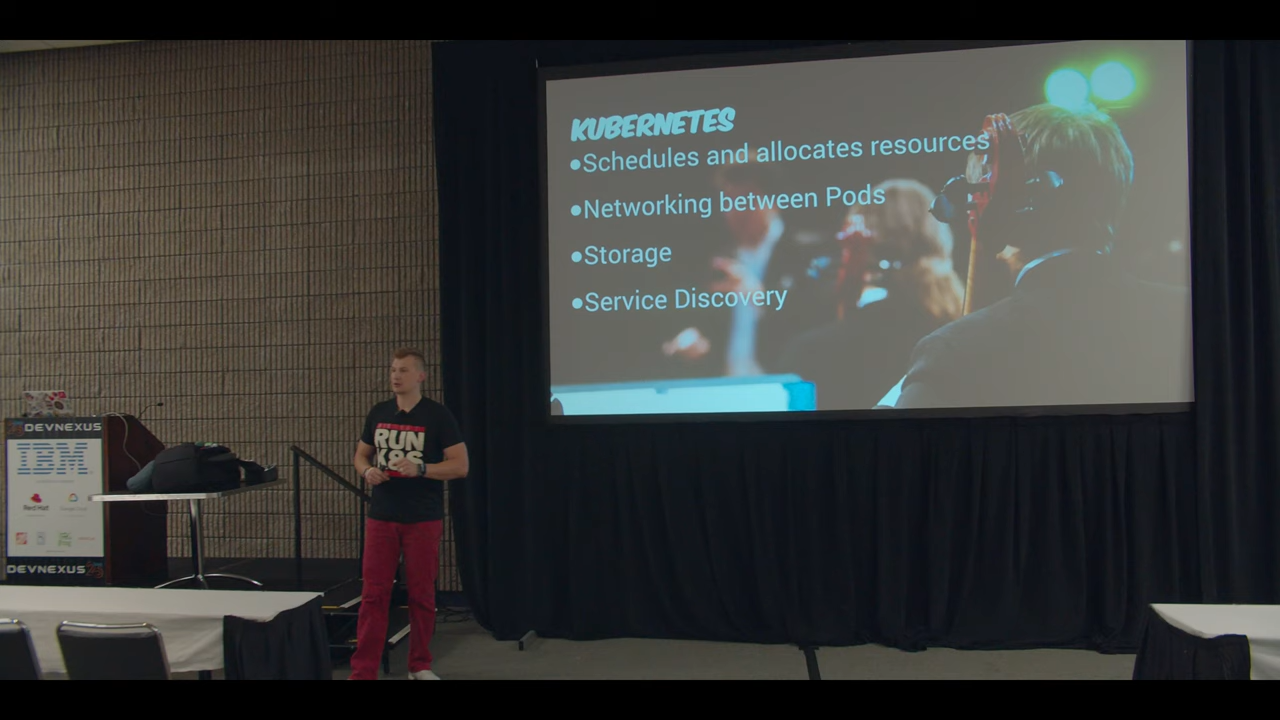 KUBERNETES
•Schedules and allocates resources
•Networking between Pods
•Storage
•Service Discovery
RUN
K8S
DEVNEXUS
IBM
Red Hat
DEVNEXUS